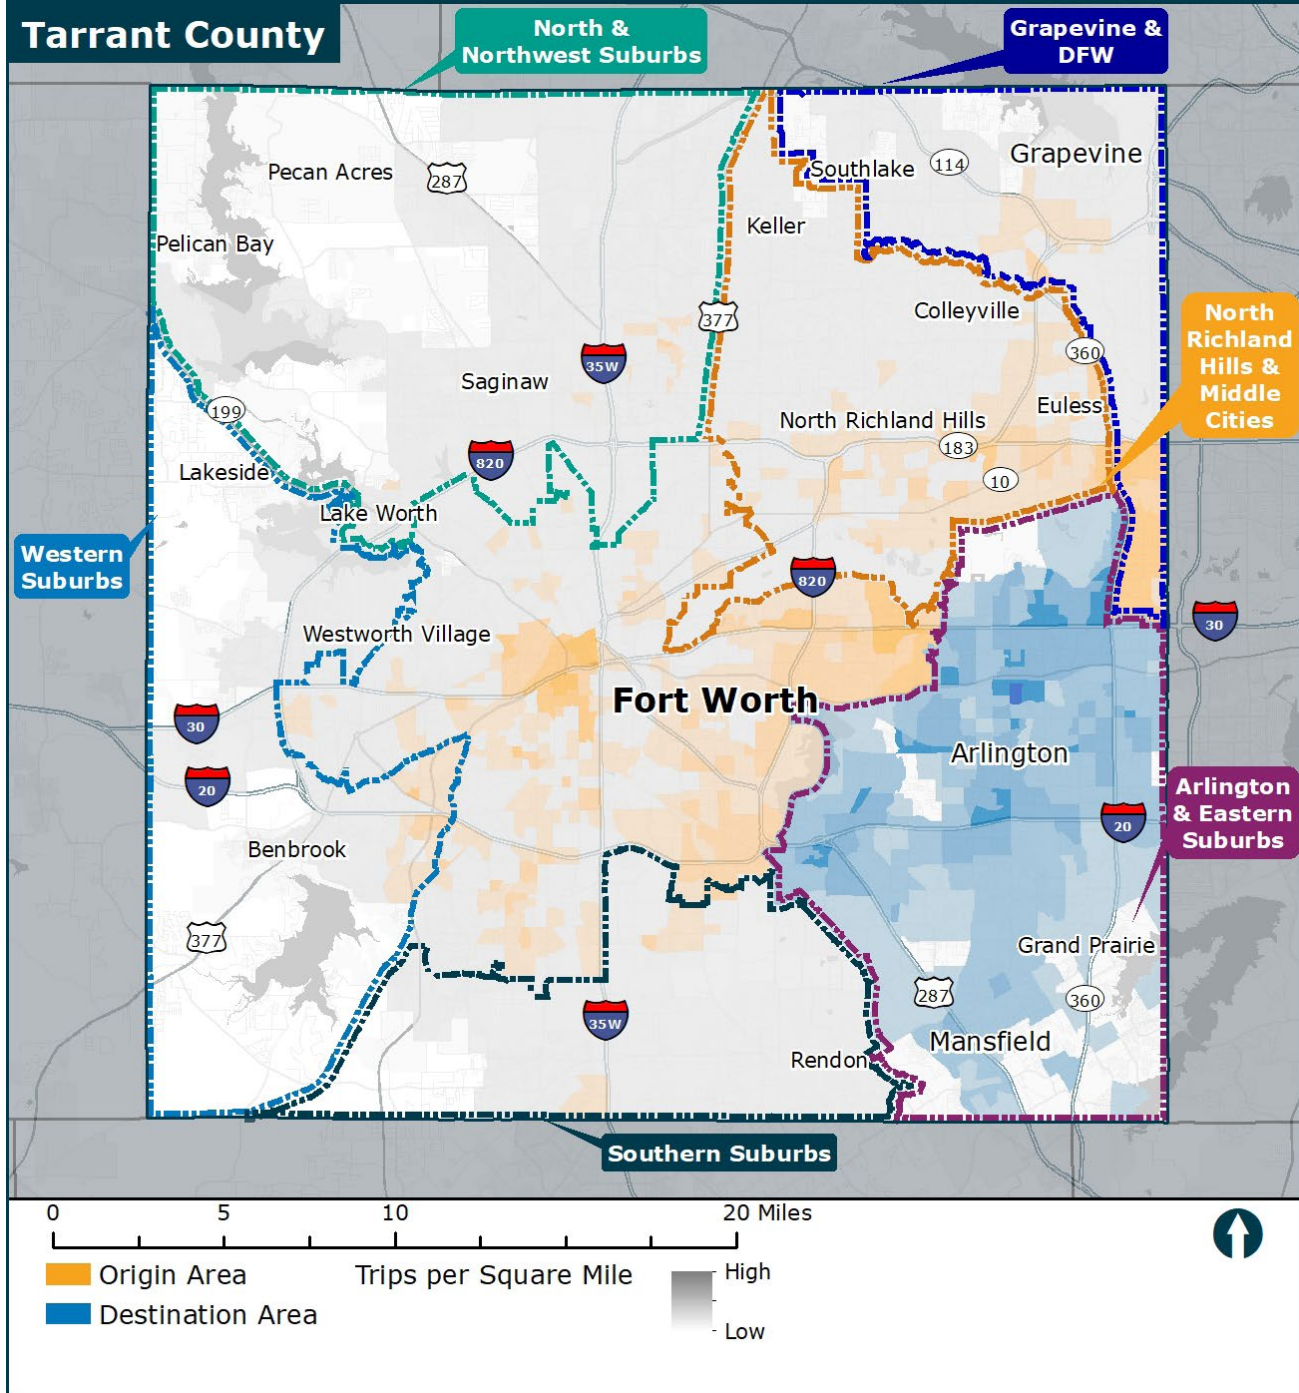 Tarrant County
North &
Northwest Suburbs
Grapevine &
DFW
Pecan Acres
287
Southlake
114
Grapevine
Keller
Pelican Bay
377
Colleyville
North
Richland
Hills &
Middle
Cities
35W
360
Saginaw
199
Euless
North Richland Hills
183
820
10
Lakeside
Lake Worth
Western
Suburbs
820
30
Westworth Village
Fort Worth
30
Arlington
20
Arlington
& Eastern
Suburbs
20
Benbrook
377
Grand Prairie
287
360
35W
Mansfield
Rendon
Southern Suburbs
0 5 10 20 Miles
Origin Area
Destination Area
Trips per Square Mile
High
Low